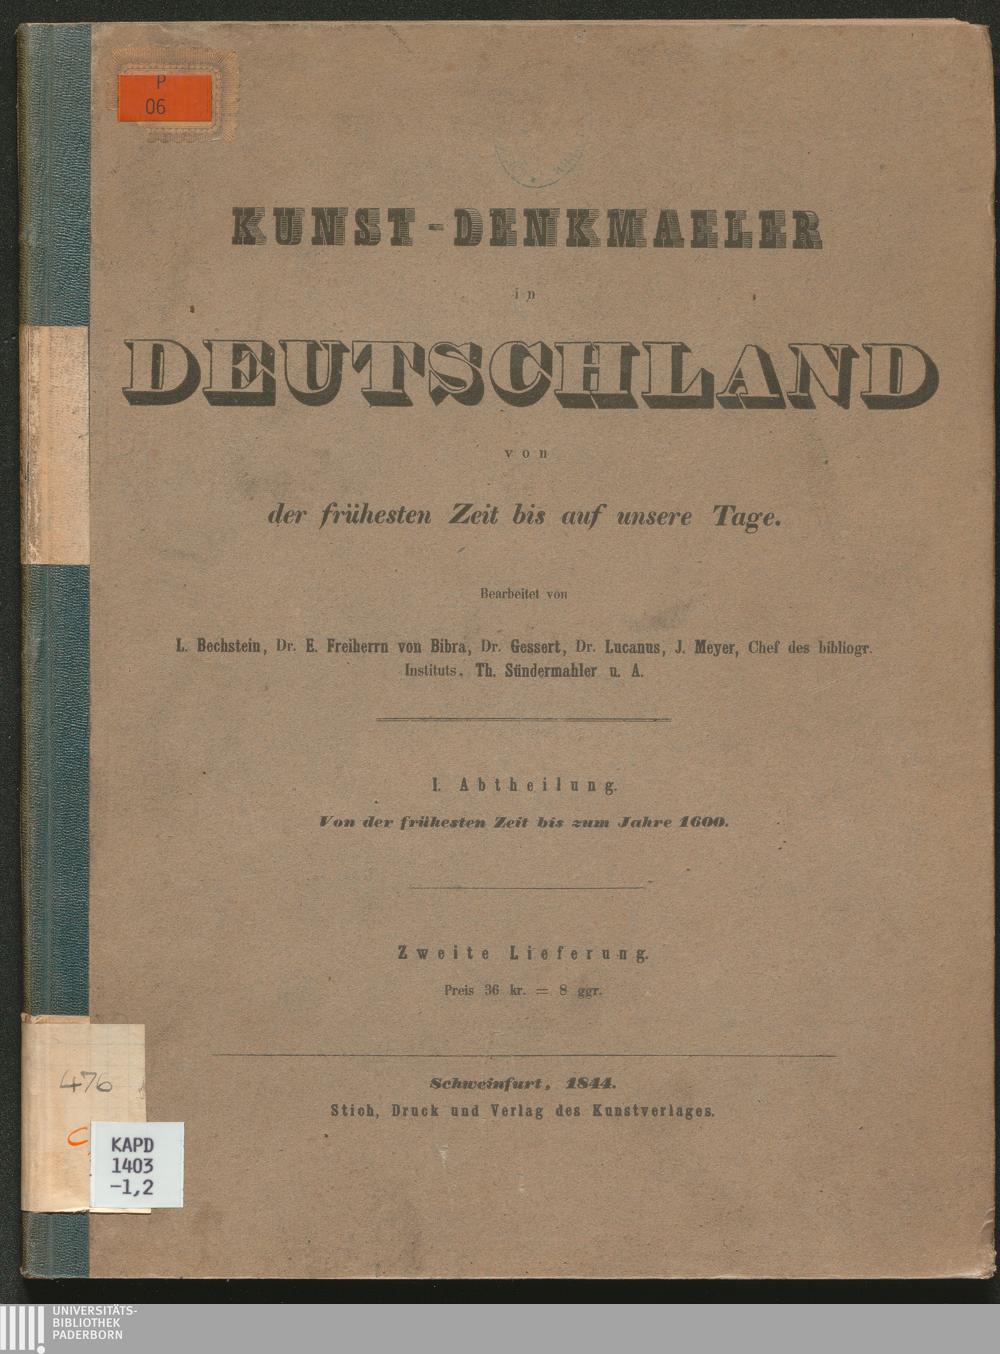 P
06
KUNST-DENKMAELER
in
DEUTSCHLAND
von
der frühesten Zeit bis auf unsere Tage.
Bearbeitet von
L. Bechstein, Dr. E. Freiherrn von Bibra, Dr. Gessert, Dr. Lucanus, J. Meyer, Chef des bibliogr.
Instituts, Th. Sündermahler u. A.
I. Abtheilung.
Von der frühesten Zeit bis zum Jahre 1600.
Zweite Lieferung.
Preis 36 kr. = 8 ggr.
Schweinfurt, 1844.
Stich, Druck und Verlag des Kunstverlages.
476
KAPD
1403
-1,2
UNIVERSITÄTS-
BIBLIOTHEK
PADERBORN